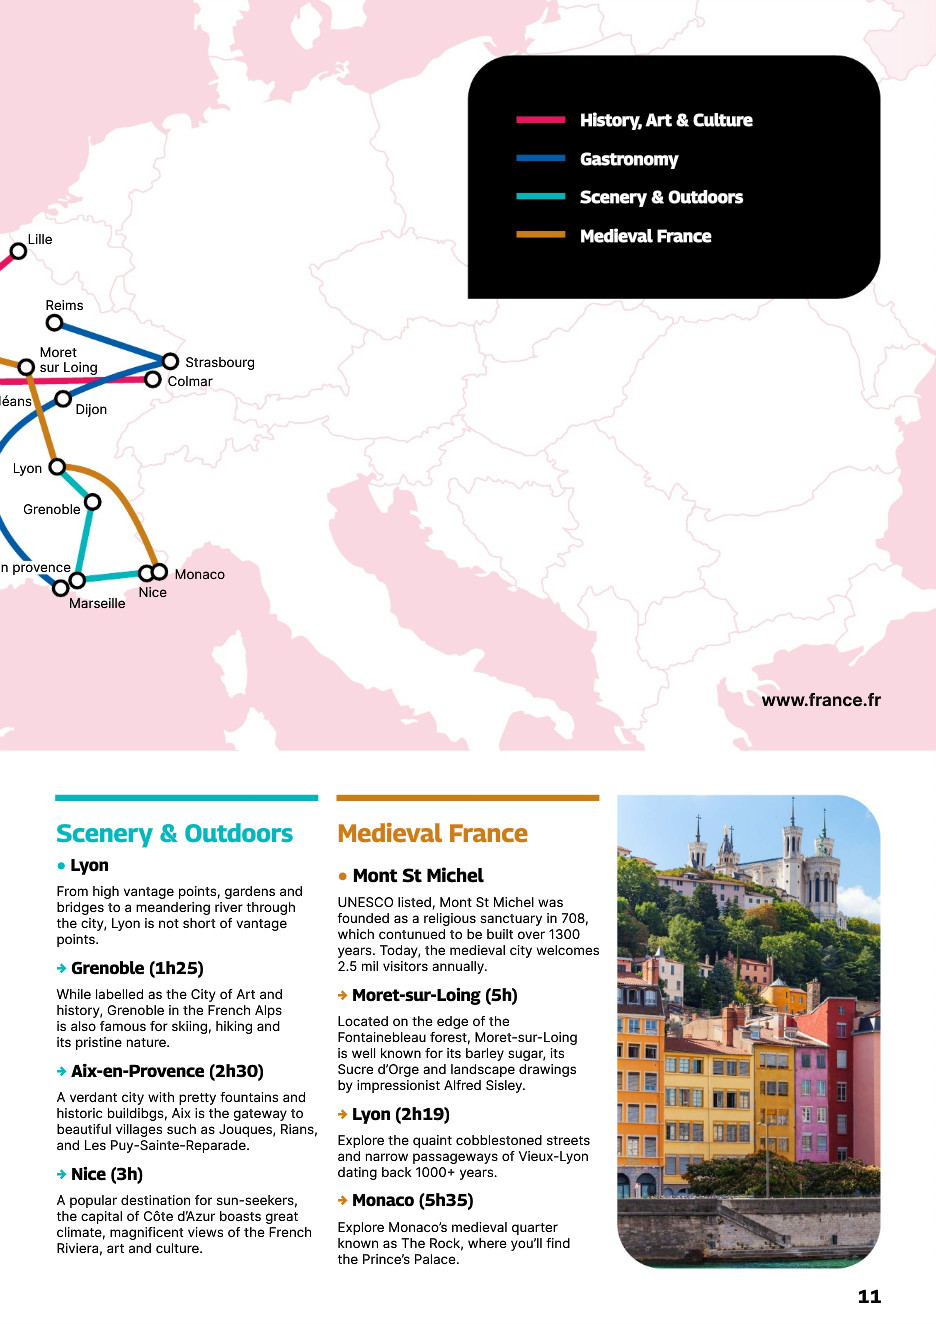 History, Art & Culture
Gastronomy
Scenery & Outdoors
Medieval France
Lille
Reims
Moret
sur Loing
Strasbourg
Colmar
éans
Dijon
Lyon
Grenoble
n provence
Monaco
Nice
Marseille
www.france.fr
Scenery & Outdoors
• Lyon
From high vantage points, gardens and
bridges to a meandering river through
the city, Lyon is not short of vantage
points.
→ Grenoble (1h25)
While labelled as the City of Art and
history, Grenoble in the French Alps
is also famous for skiing, hiking and
its pristine nature.
→ Aix-en-Provence (2h30)
A verdant city with pretty fountains and
historic buildibgs, Aix is the gateway to
beautiful villages such as Jouques, Rians,
and Les Puy-Sainte-Reparade.
→ Nice (3h)
A popular destination for sun-seekers,
the capital of Côte d'Azur boasts great
climate, magnificent views of the French
Riviera, art and culture.
Medieval France
• Mont St Michel
UNESCO listed, Mont St Michel was
founded as a religious sanctuary in 708,
which contunued to be built over 1300
years. Today, the medieval city welcomes
2.5 mil visitors annually.
→ Moret-sur-Loing (5h)
Located on the edge of the
Fontainebleau forest, Moret-sur-Loing
is well known for its barley sugar, its
Sucre d'Orge and landscape drawings
by impressionist Alfred Sisley.
→ Lyon (2h19)
Explore the quaint cobblestoned streets
and narrow passageways of Vieux-Lyon
dating back 1000+ years.
→ Monaco (5h35)
Explore Monaco's medieval quarter
known as The Rock, where you'll find
the Prince's Palace.
11